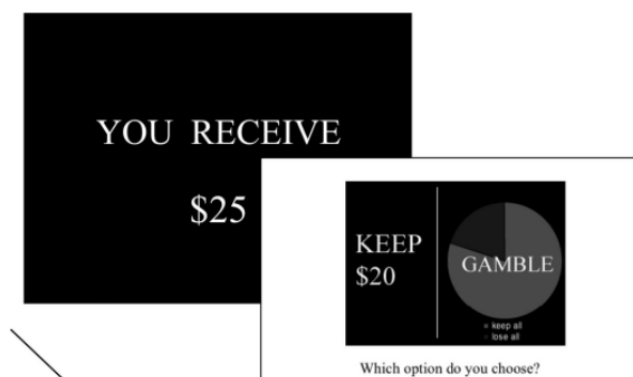 YOU RECEIVE
$25
KEEP
$20
GAMBLE
keep all
lose all
Which option do you choose?